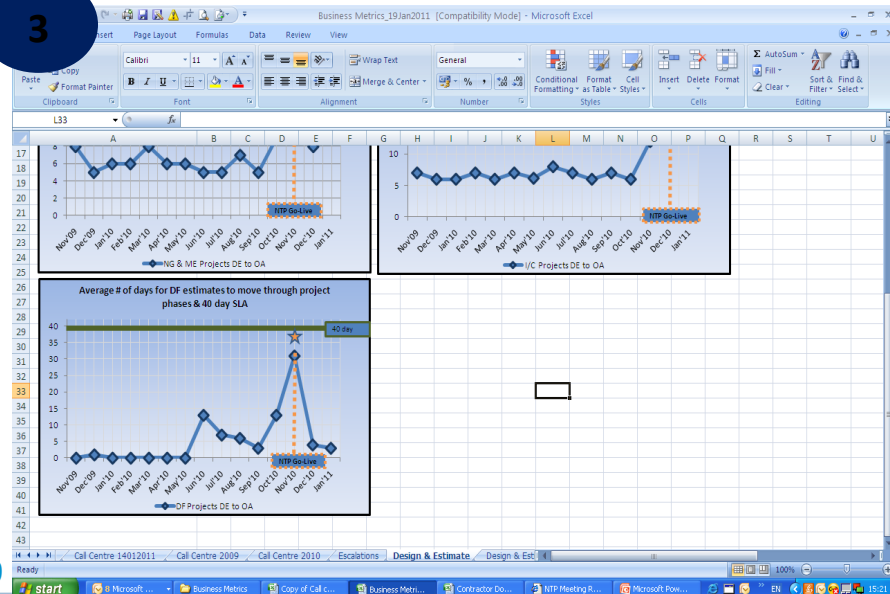 3
Business Metrics_19Jan2011 [Compatibility Mode] - Microsoft Excel
Insert Page Layout Formulas Data Review View
Paste Copy Format Painter Calibri 11 Wrap Text General Conditional Formatting Format as Table Cell Styles Insert Delete Format Σ AutoSum Fill Clear Sort & Filter Find & Select
B I U Merge & Center % ,
Clipboard Font Alignment Number Styles Cells Editing
L33 fx
A B C D E F G H I J K L M N O P Q R S T U
17
18
19
20
21
22
23
24
25
26
27
28
29
30
31
32
33
34
35
36
37
38
39
40
41
42
43
8
6
4
2
0
NTP Go-Live
Nov'09 Dec'09 Jan'10 Feb'10 Mar'10 Apr'10 May'10 Jun'10 Jul'10 Aug'10 Sep'10 Oct'10 Nov'10 Dec'10 Jan'11
NG & ME Projects DE to OA
10
5
0
NTP Go-Live
Nov'09 Dec'09 Jan'10 Feb'10 Mar'10 Apr'10 May'10 Jun'10 Jul'10 Aug'10 Sep'10 Oct'10 Nov'10 Dec'10 Jan'11
I/C Projects DE to OA
Average # of days for DF estimates to move through project
phases & 40 day SLA
40
35
30
25
20
15
10
5
0
40 day
NTP Go-Live
Nov'09 Dec'09 Jan'10 Feb'10 Mar'10 Apr'10 May'10 Jun'10 Jul'10 Aug'10 Sep'10 Oct'10 Nov'10 Dec'10 Jan'11
DF Projects DE to OA
Call Centre 14012011 Call Centre 2009 Call Centre 2010 Escalations Design & Estimate Design & Est
Ready 100%
start 8 Microsoft ... Business Metrics Copy of Call c... Business Metri... Contractor Do... NTP Meeting R... Microsoft Pow... EN 15:21